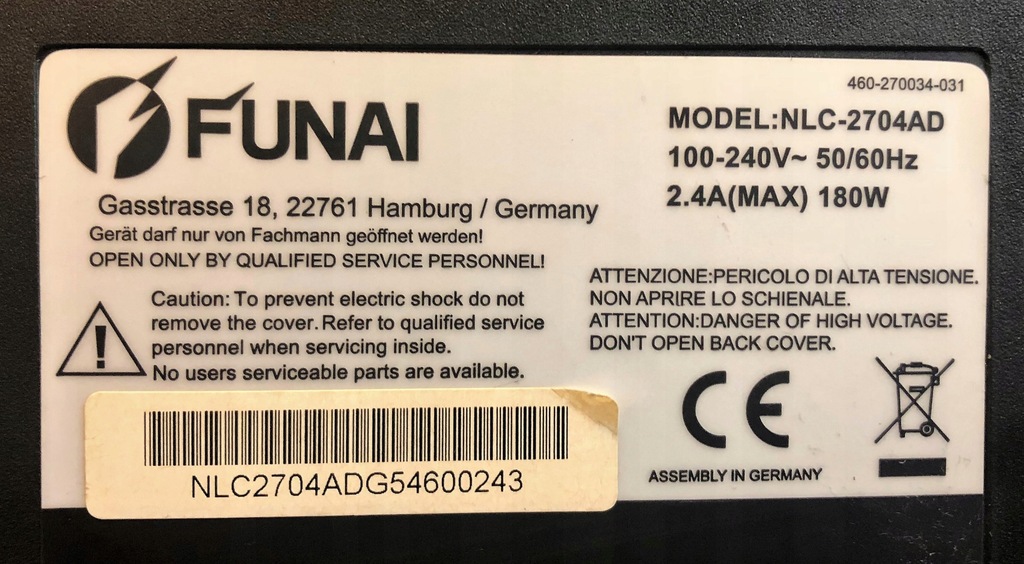 460-270034-031
FUNAI
MODEL:NLC-2704AD
100-240V~ 50/60Hz
2.4A(MAX) 180W
Gasstrasse 18, 22761 Hamburg / Germany
Gerät darf nur von Fachmann geöffnet werden!
OPEN ONLY BY QUALIFIED SERVICE PERSONNEL!
Caution: To prevent electric shock do not
remove the cover. Refer to qualified service
personnel when servicing inside.
No users serviceable parts are available.
ATTENZIONE:PERICOLO DI ALTA TENSIONE.
NON APRIRE LO SCHIENALE.
ATTENTION:DANGER OF HIGH VOLTAGE.
DON'T OPEN BACK COVER.
CE
ASSEMBLY IN GERMANY
NLC2704ADG54600243